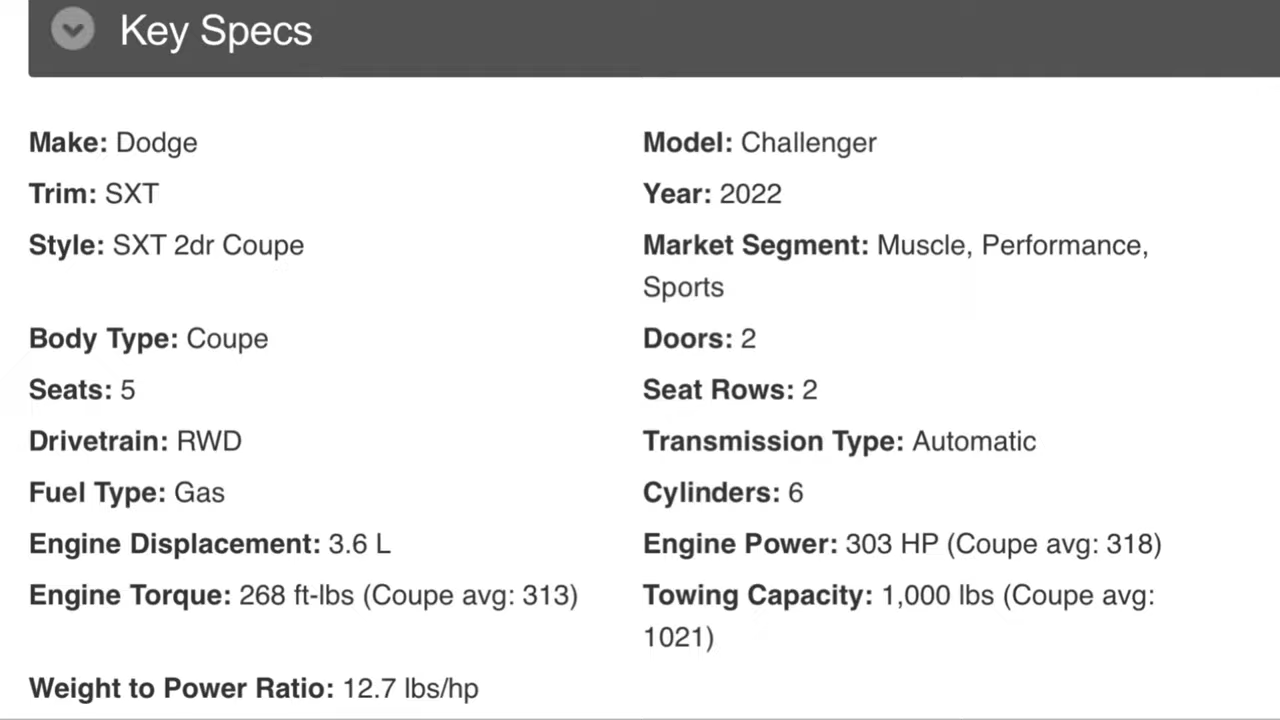 Key Specs
Make: Dodge
Model: Challenger
Trim: SXT
Year: 2022
Style: SXT 2dr Coupe
Market Segment: Muscle, Performance,
Sports
Body Type: Coupe
Doors: 2
Seats: 5
Seat Rows: 2
Drivetrain: RWD
Transmission Type: Automatic
Fuel Type: Gas
Cylinders: 6
Engine Displacement: 3.6 L
Engine Power: 303 HP (Coupe avg: 318)
Engine Torque: 268 ft-lbs (Coupe avg: 313)
Towing Capacity: 1,000 lbs (Coupe avg:
1021)
Weight to Power Ratio: 12.7 lbs/hp